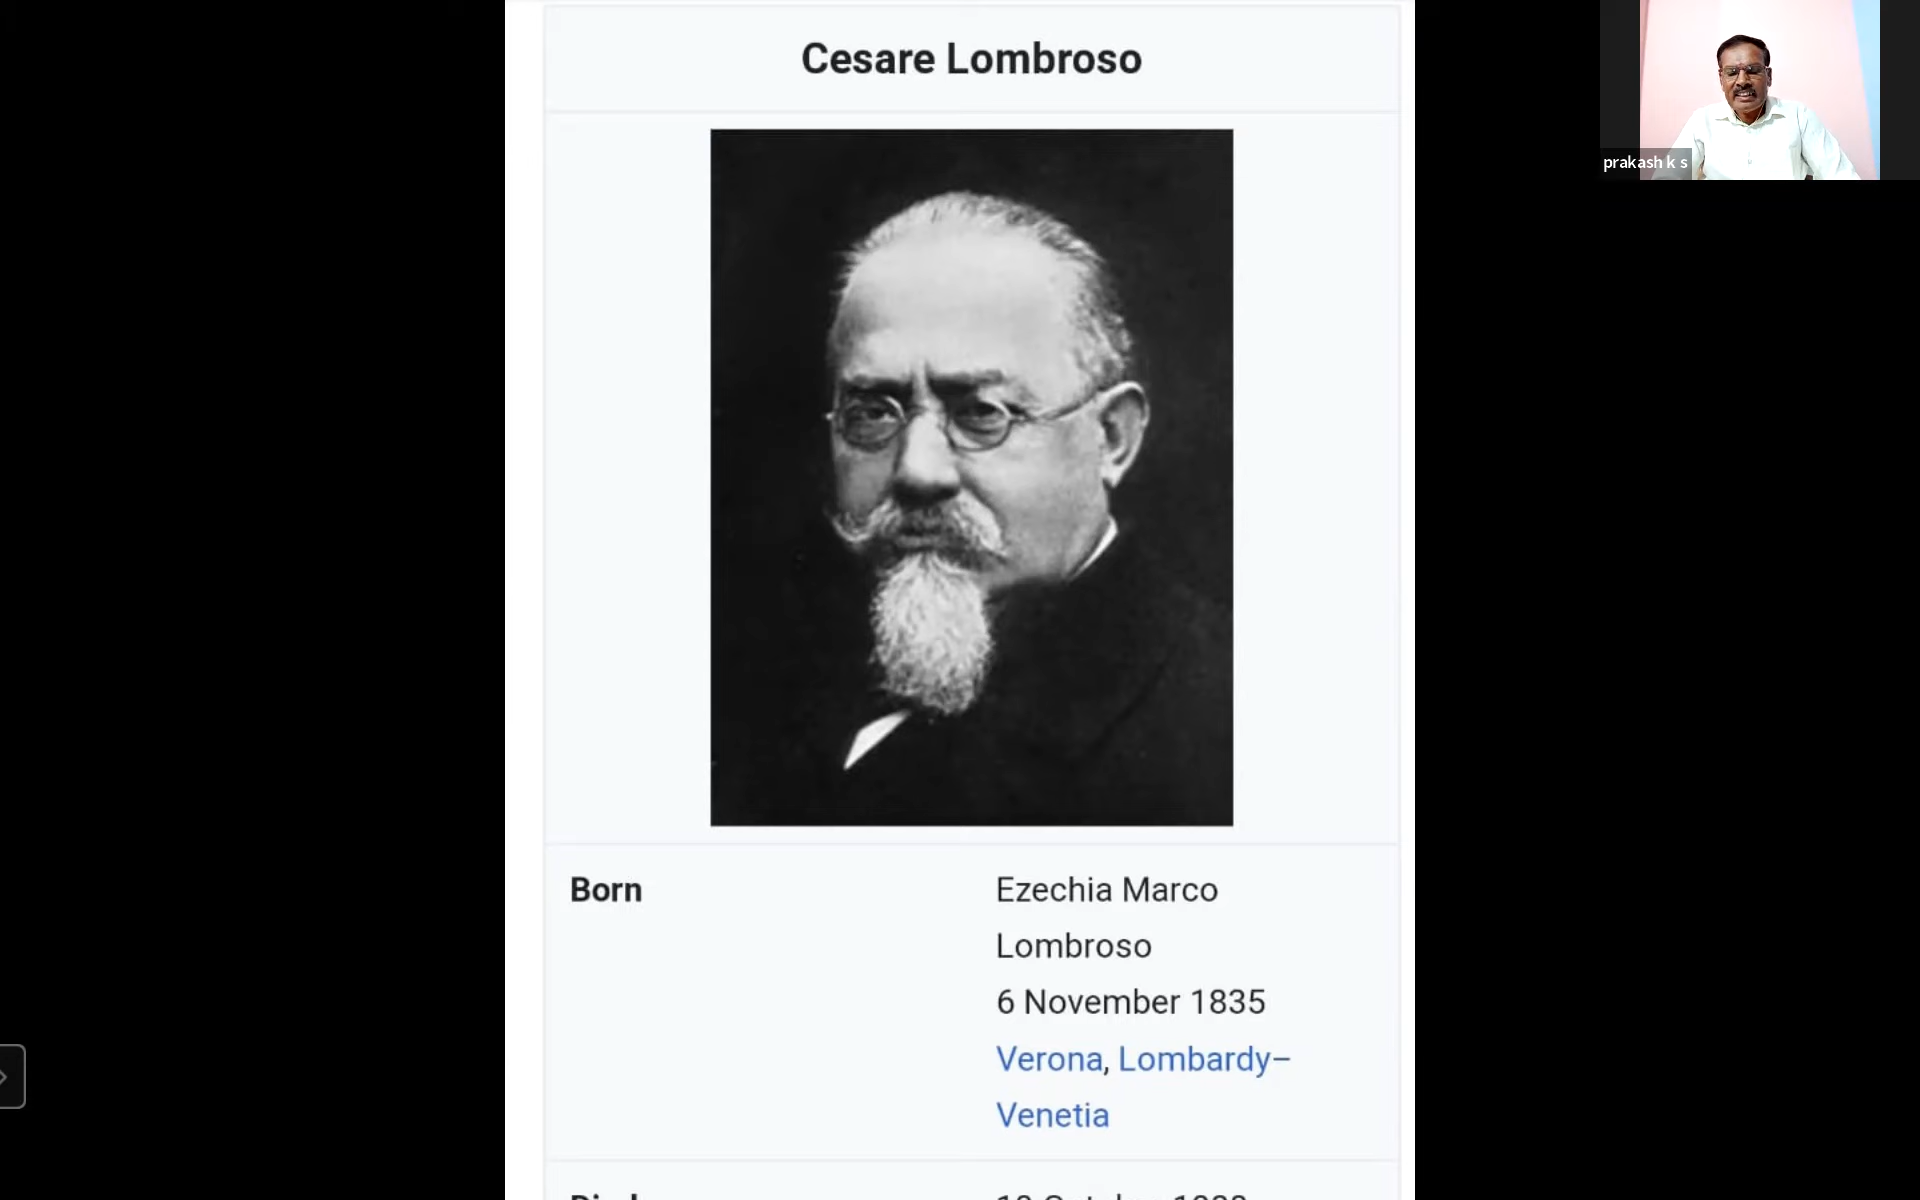 Cesare Lombroso
prakash k s
Born
Ezechia Marco
Lombroso
6 November 1835
Verona, Lombardy–
Venetia